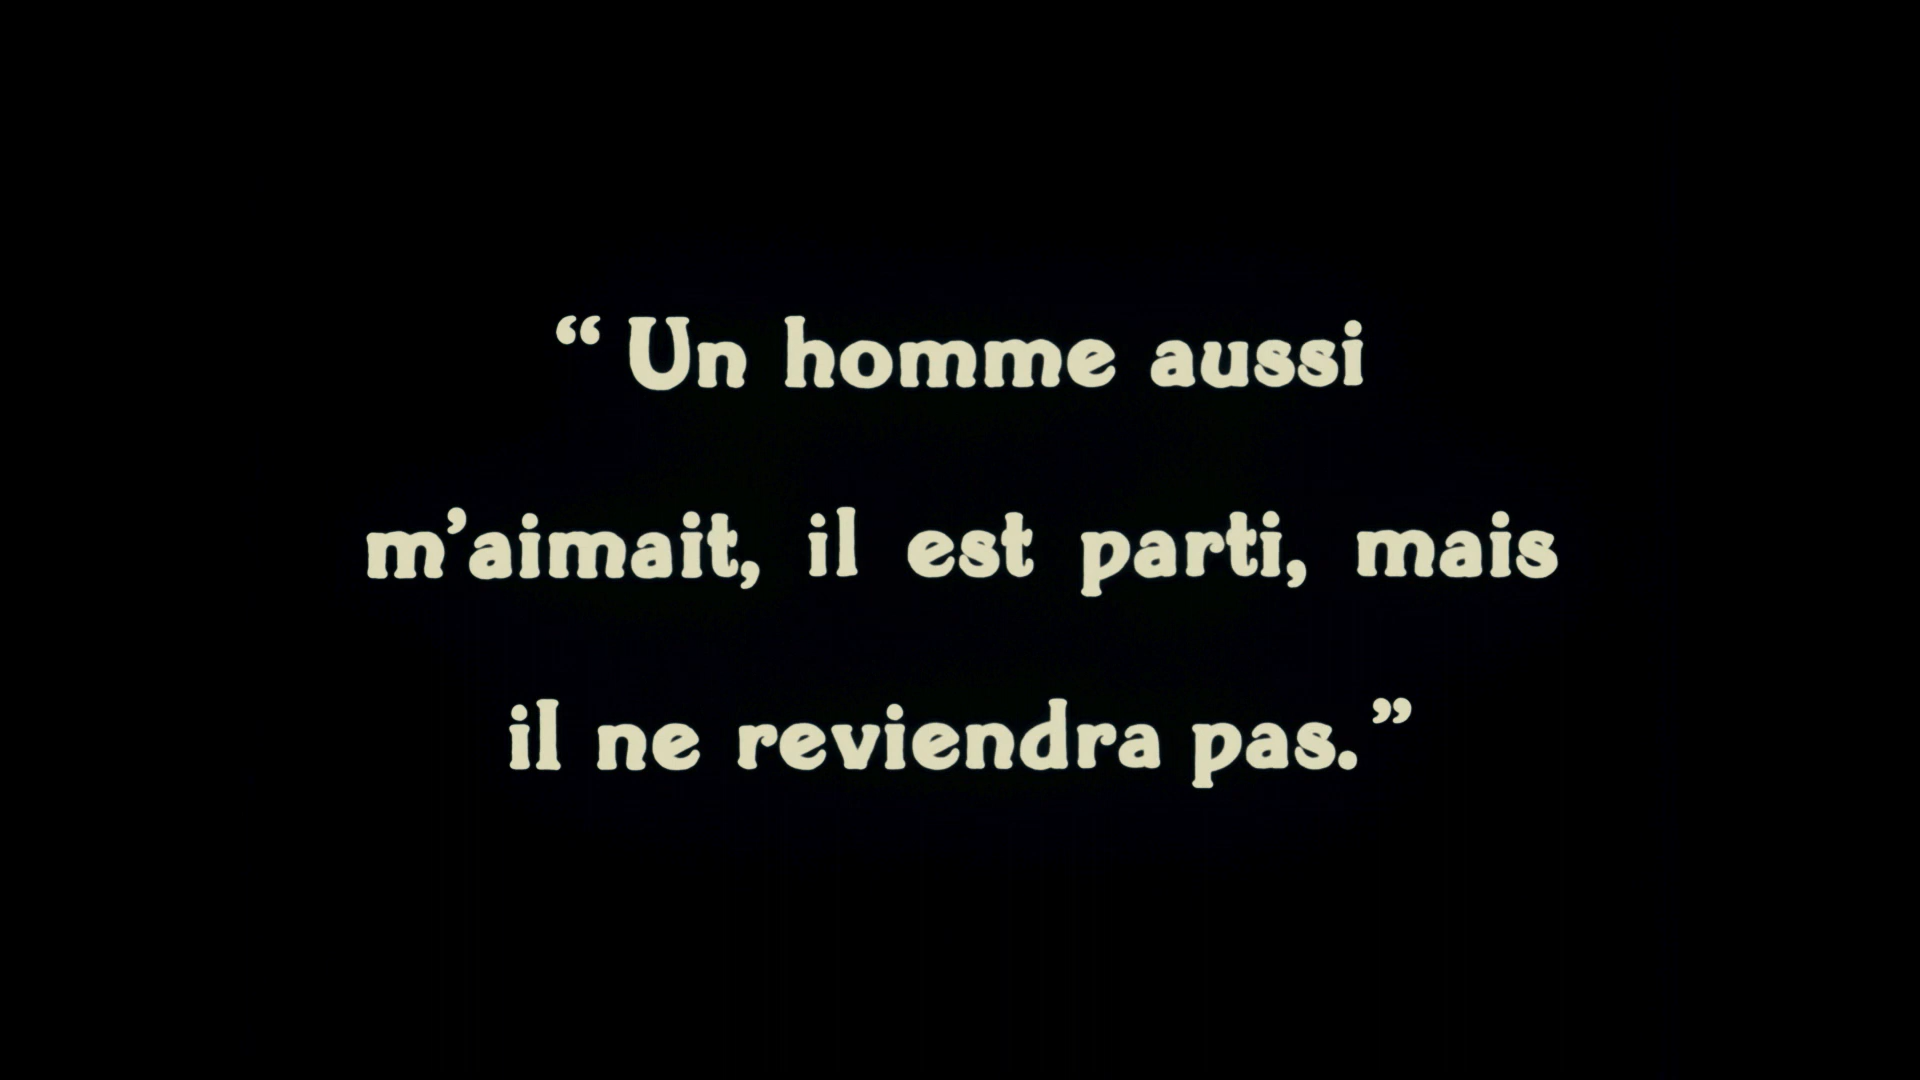 “ Un homme aussi
m’aimait, il est parti, mais
il ne reviendra pas.”